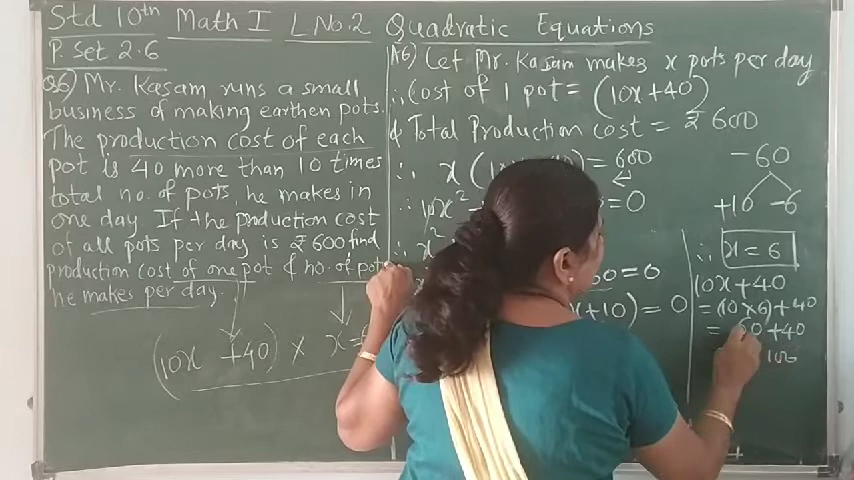 Std 10th Math I L No.2 Quadratic Equations
P. Set 2.6
Q6) Mr. Kasam runs a small
business of making earthen pots.
The production cost of each
pot is 40 more than 10 times
total no. of pots, he makes in
one day If the production cost
of all pots per day is ₹600 find
production cost of one pot & no. of pots
he makes per day.
(10x +40) × x=
A6) Let Mr. Kasam makes x pots per day
∴ Cost of 1 pot = (10x+40)
& Total Production cost = ₹600
∴ x( = 600
∴ 10x² = 0
∴ x²
60=0
x+10) = 0
-60
+10 -6
∴ x = 6
10x + 40
= (10 × 6) + 40
= 60 + 40
100